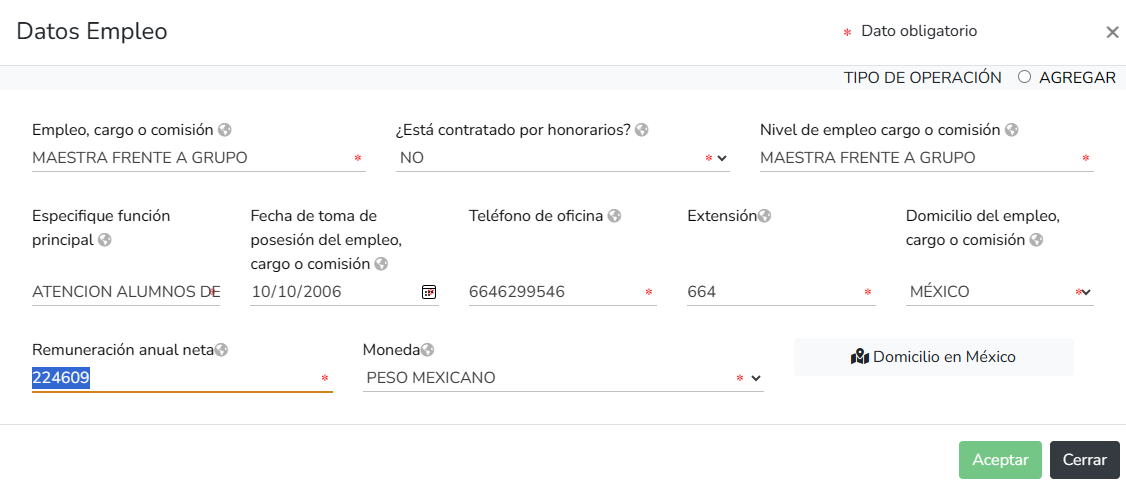 Datos Empleo
* Dato obligatorio
×
TIPO DE OPERACIÓN AGREGAR
Empleo, cargo o comisión
MAESTRA FRENTE A GRUPO *
¿Está contratado por honorarios?
NO *
Nivel de empleo cargo o comisión
MAESTRA FRENTE A GRUPO *
Especifique función
principal
ATENCION ALUMNOS DE *
Fecha de toma de
posesión del empleo,
cargo o comisión
10/10/2006
Teléfono de oficina
6646299546 *
Extensión
664 *
Domicilio del empleo,
cargo o comisión
MÉXICO *
Remuneración anual neta
224609 *
Moneda
PESO MEXICANO *
Domicilio en México
Aceptar
Cerrar